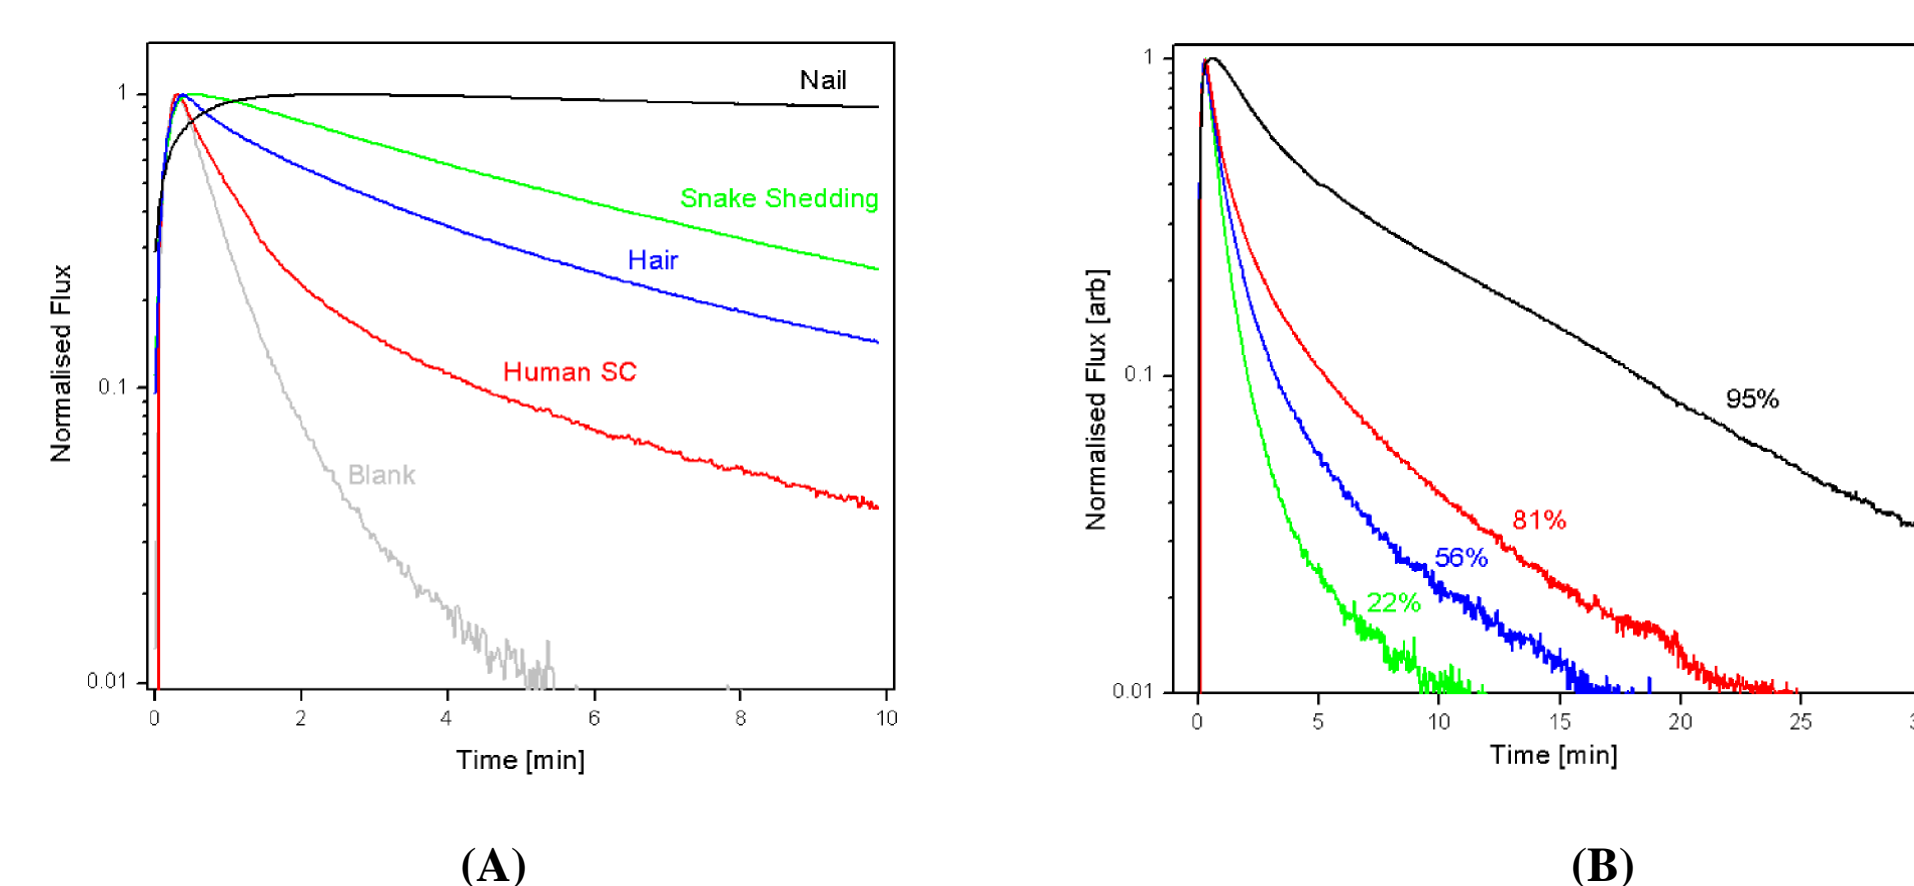 Normalised Flux
1
0.1
0.01
Nail
Snake Shedding
Hair
Human SC
Blank
0 2 4 6 8 10
Time [min]
(A)
Normalised Flux [arb]
1
0.1
0.01
95%
81%
56%
22%
0 5 10 15 20 25
Time [min]
(B)